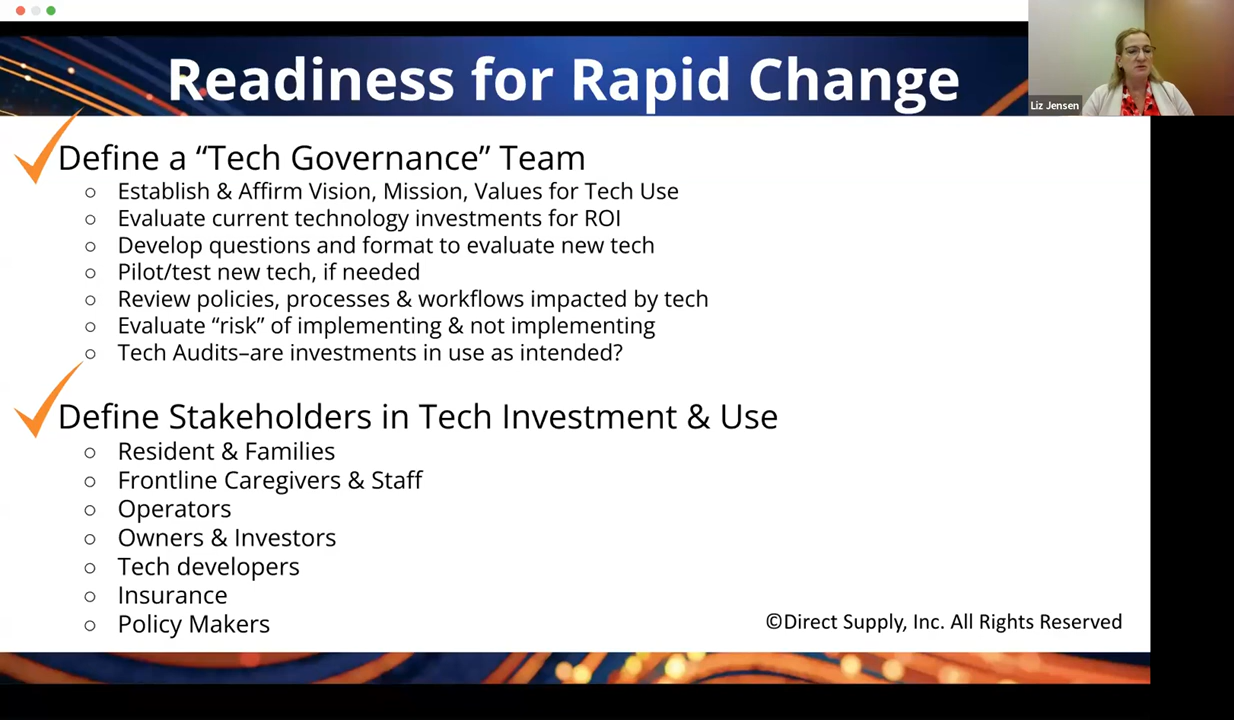 Readiness for Rapid Change
Liz Jensen
Define a “Tech Governance” Team
○ Establish & Affirm Vision, Mission, Values for Tech Use
○ Evaluate current technology investments for ROI
○ Develop questions and format to evaluate new tech
○ Pilot/test new tech, if needed
○ Review policies, processes & workflows impacted by tech
○ Evaluate “risk” of implementing & not implementing
○ Tech Audits–are investments in use as intended?
Define Stakeholders in Tech Investment & Use
○ Resident & Families
○ Frontline Caregivers & Staff
○ Operators
○ Owners & Investors
○ Tech developers
○ Insurance
○ Policy Makers
©Direct Supply, Inc. All Rights Reserved